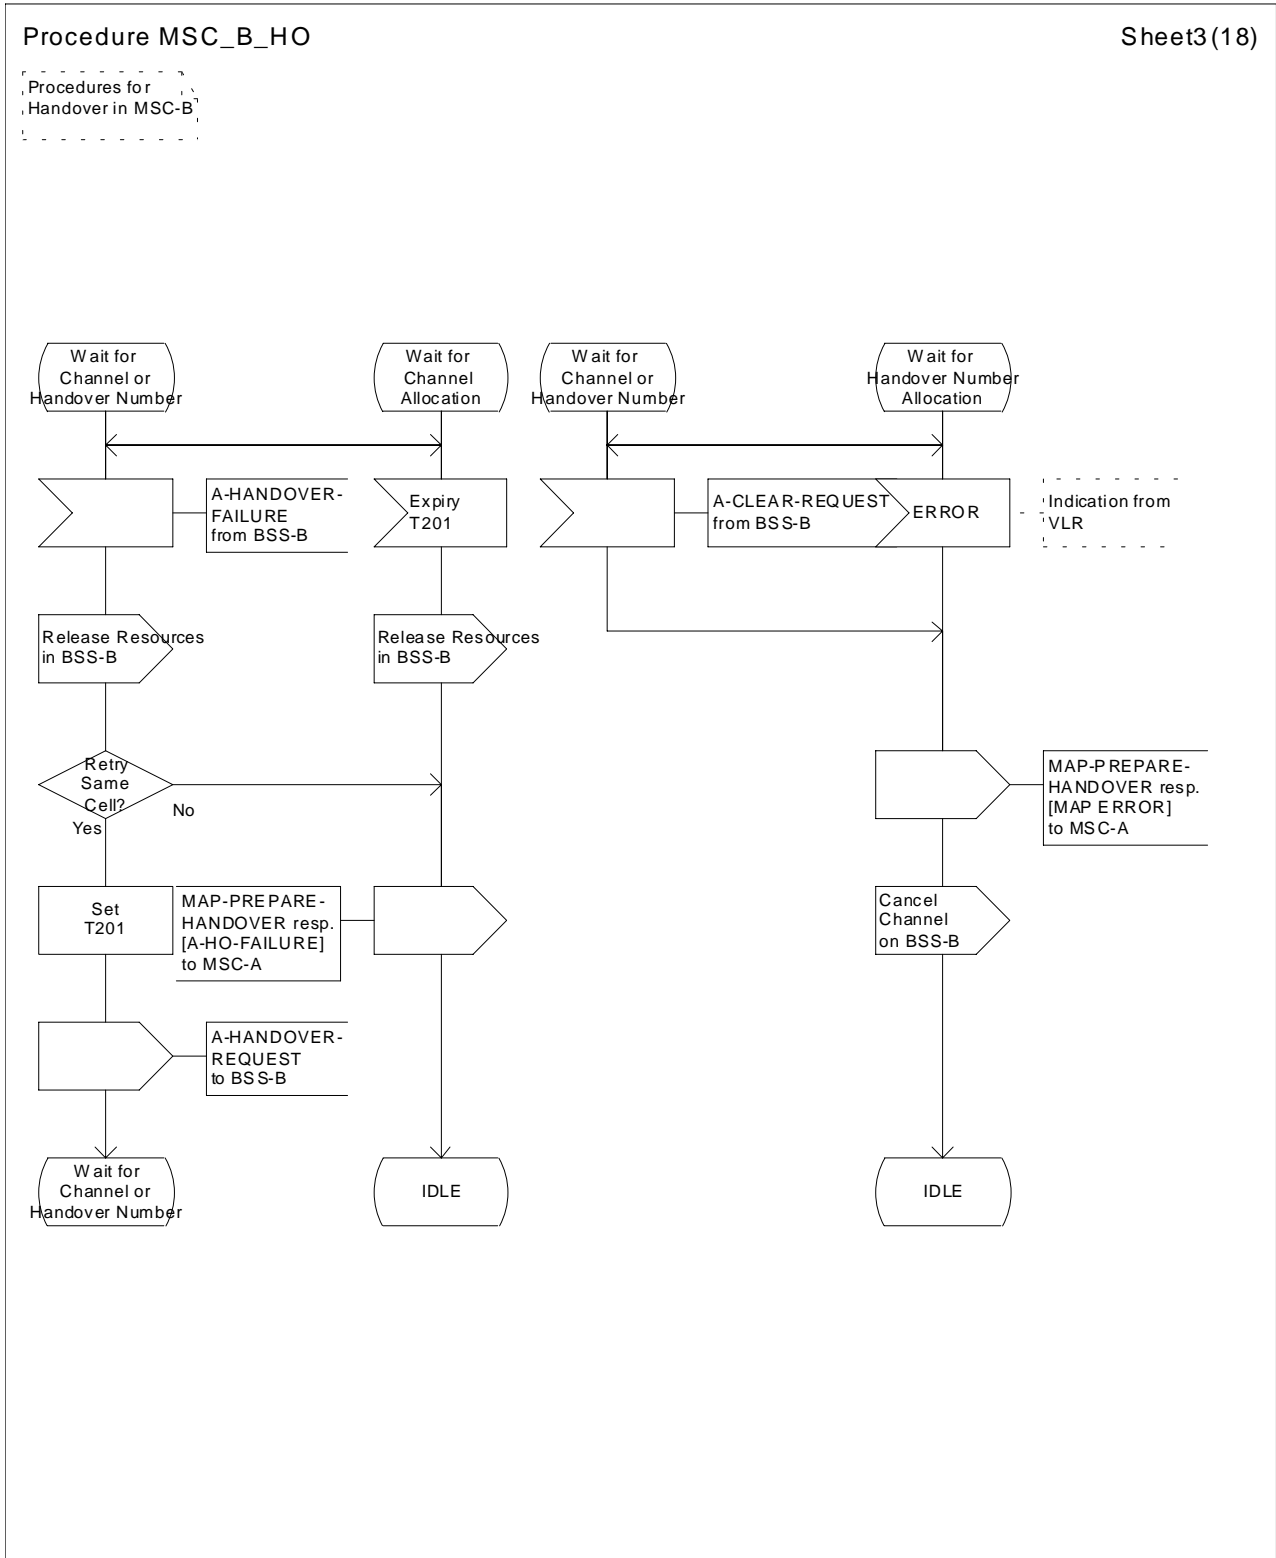 Procedure MSC_B_HO
Sheet3(18)
Procedures for
Handover in MSC-B
Wait for
Channel or
Handover Number
Wait for
Channel
Allocation
Wait for
Channel or
Handover Number
Wait for
Handover Number
Allocation
A-HANDOVER-
FAILURE
from BSS-B
Expiry
T201
A-CLEAR-REQUEST
from BSS-B
ERROR
Indication from
VLR
Release Resources
in BSS-B
Release Resources
in BSS-B
Retry
Same
Cell?
No
Yes
MAP-PREPARE-
HANDOVER resp.
[MAP ERROR]
to MSC-A
Set
T201
MAP-PREPARE-
HANDOVER resp.
[A-HO-FAILURE]
to MSC-A
Cancel
Channel
on BSS-B
A-HANDOVER-
REQUEST
to BSS-B
Wait for
Channel or
Handover Number
IDLE
IDLE